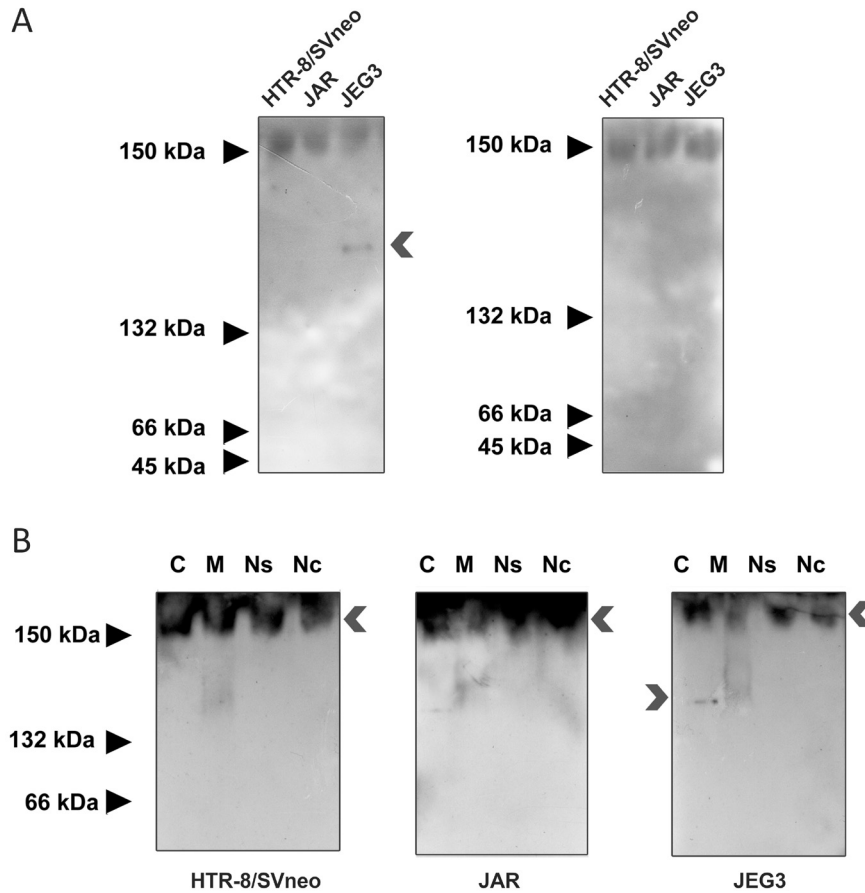 A
HTR-8/SVneo
JAR
JEG3
150 kDa
132 kDa
66 kDa
45 kDa
HTR-8/SVneo
JAR
JEG3
150 kDa
132 kDa
66 kDa
45 kDa
B
C M Ns Nc
C M Ns Nc
C M Ns Nc
150 kDa
132 kDa
66 kDa
HTR-8/SVneo
JAR
JEG3